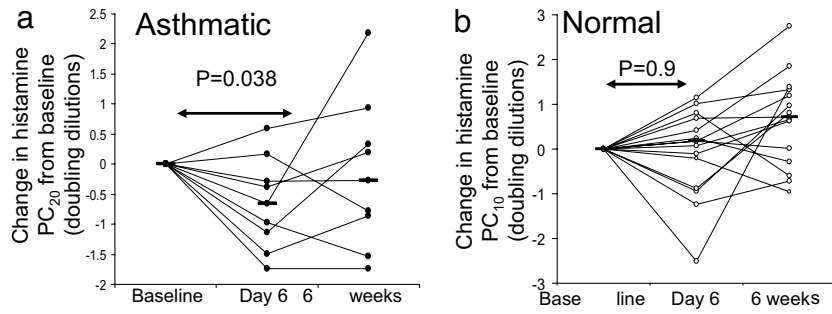 a Asthmatic
Change in histamine
PC20 from baseline
(doubling dilutions)
2.5
2
1.5
1
0.5
0
-0.5
-1
-1.5
-2
P=0.038
Baseline Day 6 6 weeks
b Normal
Change in histamine
PC10 from baseline
(doubling dilutions)
3
2
1
0
-1
-2
-3
P=0.9
Base line Day 6 6 weeks